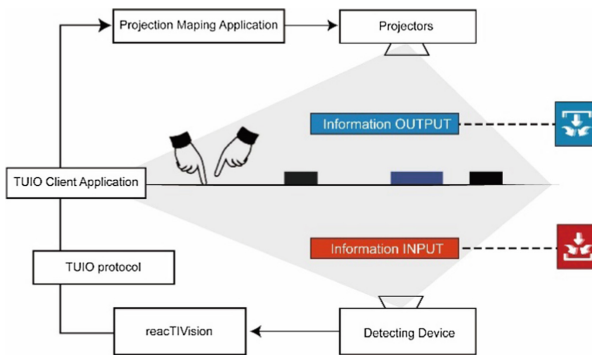 Projection Maping Application
Projectors
Information OUTPUT
TUIO Client Application
Information INPUT
TUIO protocol
reacTIVision
Detecting Device